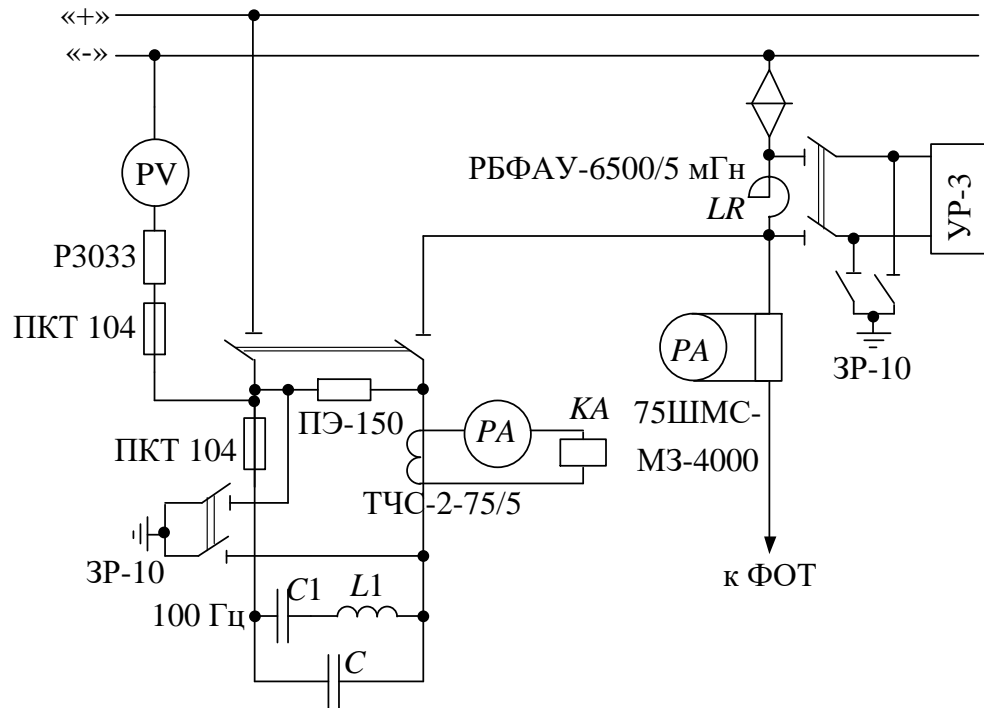 «+»
«-»
PV
РБФАУ-6500/5 мГн
LR
УР-3
Р3033
ПКТ 104
PA
ЗР-10
ПЭ-150
75ШМС-
МЗ-4000
ПКТ 104
PA
KA
ТЧС-2-75/5
ЗР-10
к ФОТ
100 Гц
C1
L1
C